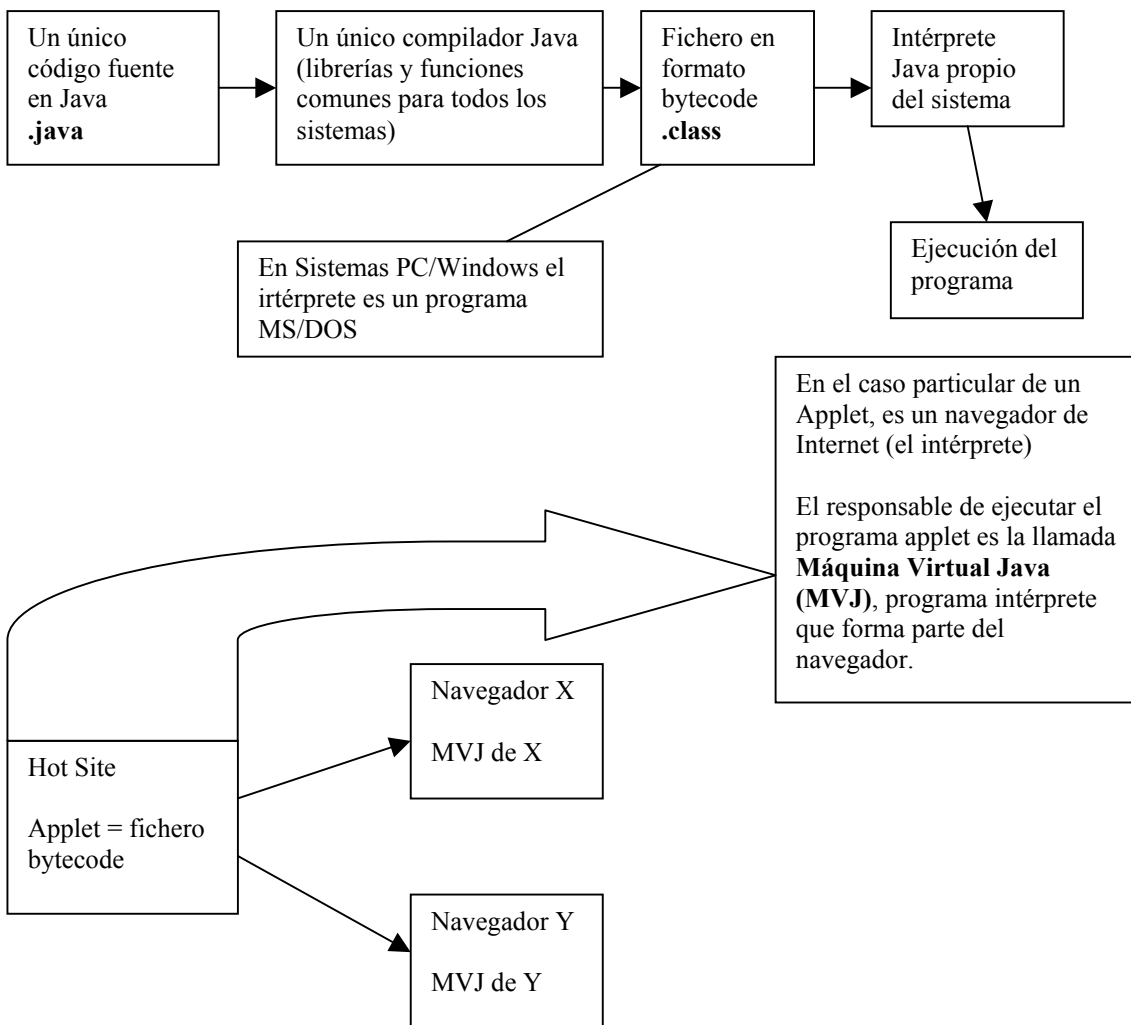 Un único
código fuente
en Java
.java
Un único compilador Java
(librerías y funciones
comunes para todos los
sistemas)
Fichero en
formato
bytecode
.class
Intérprete
Java propio
del sistema
Ejecución del
programa
En Sistemas PC/Windows el
irtérprete es un programa
MS/DOS
En el caso particular de un
Applet, es un navegador de
Internet (el intérprete)
El responsable de ejecutar el
programa applet es la llamada
Máquina Virtual Java
(MVJ), programa intérprete
que forma parte del
navegador.
Navegador X
MVJ de X
Hot Site
Applet = fichero
bytecode
Navegador Y
MVJ de Y